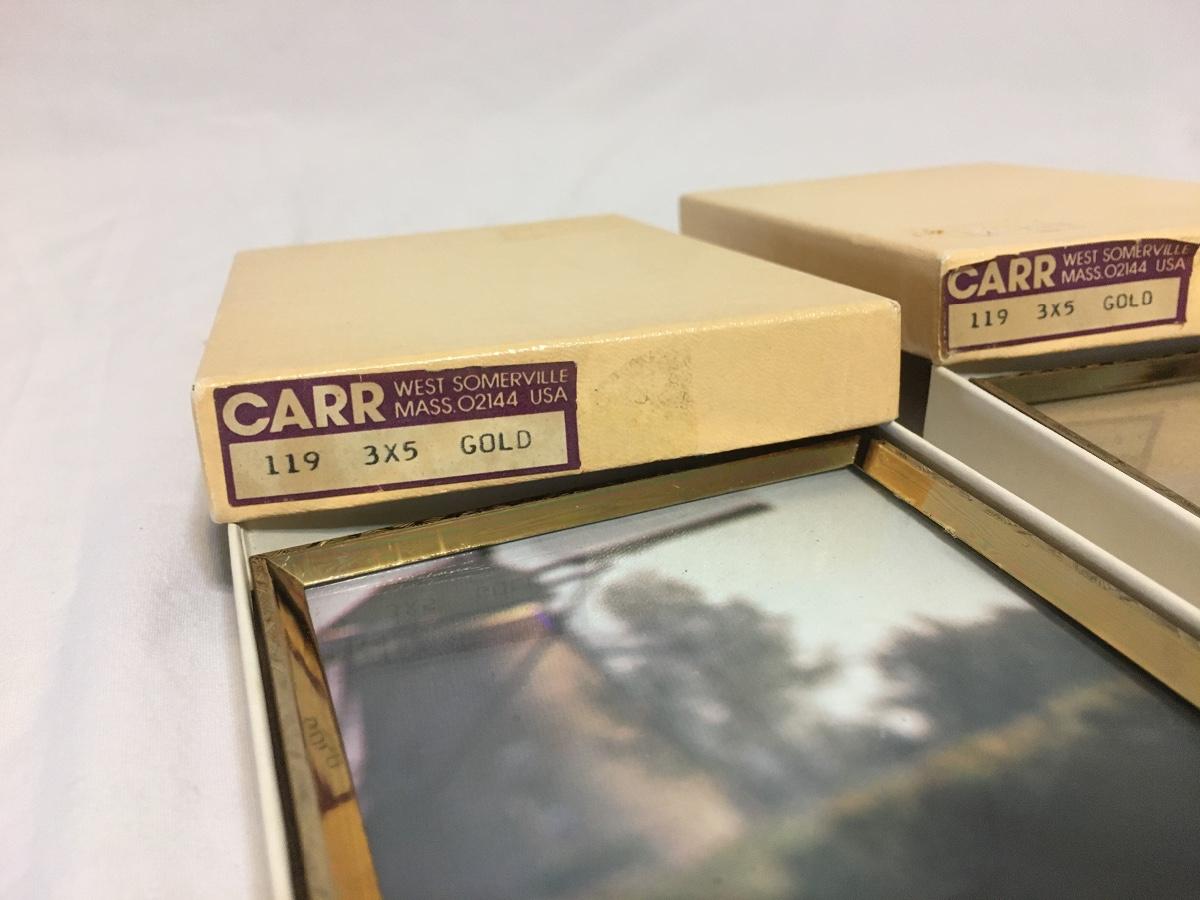 CARR WEST SOMERVILLE
MASS.02144 USA
119 3X5 GOLD
CARR WEST SOMERVILLE
MASS.02144 USA
119 3X5 GOLD